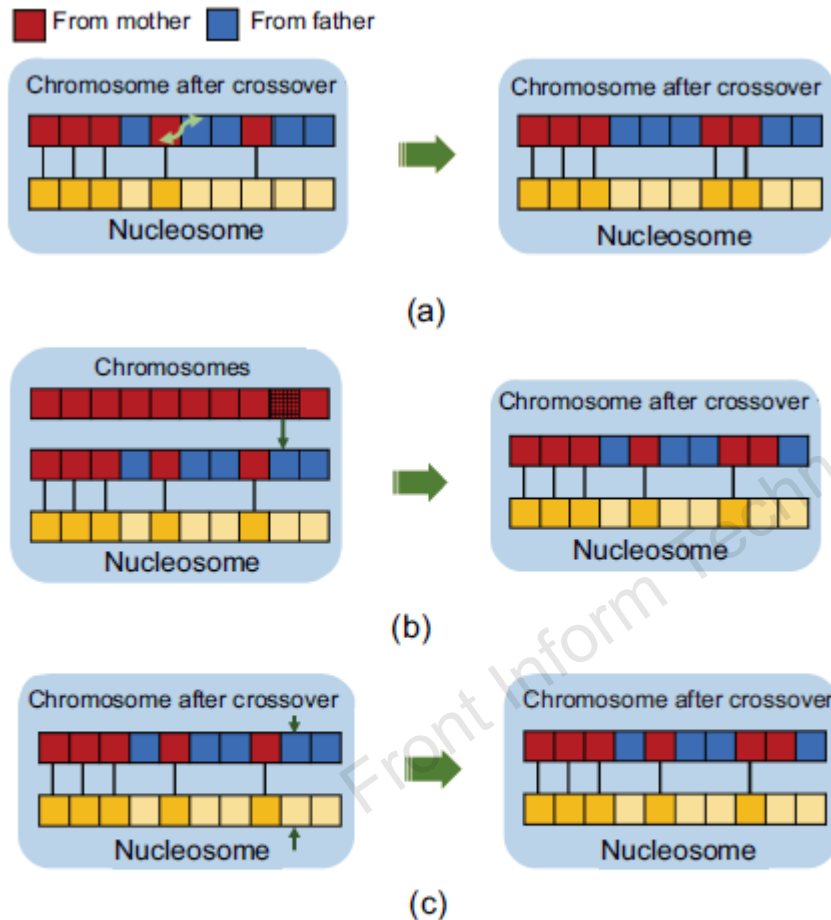 From mother From father
Chromosome after crossover Chromosome after crossover
Nucleosome Nucleosome
(a)
Chromosomes
Chromosome after crossover
Nucleosome Nucleosome
(b)
Chromosome after crossover Chromosome after crossover
Nucleosome Nucleosome
(c)
Front Inform Techn